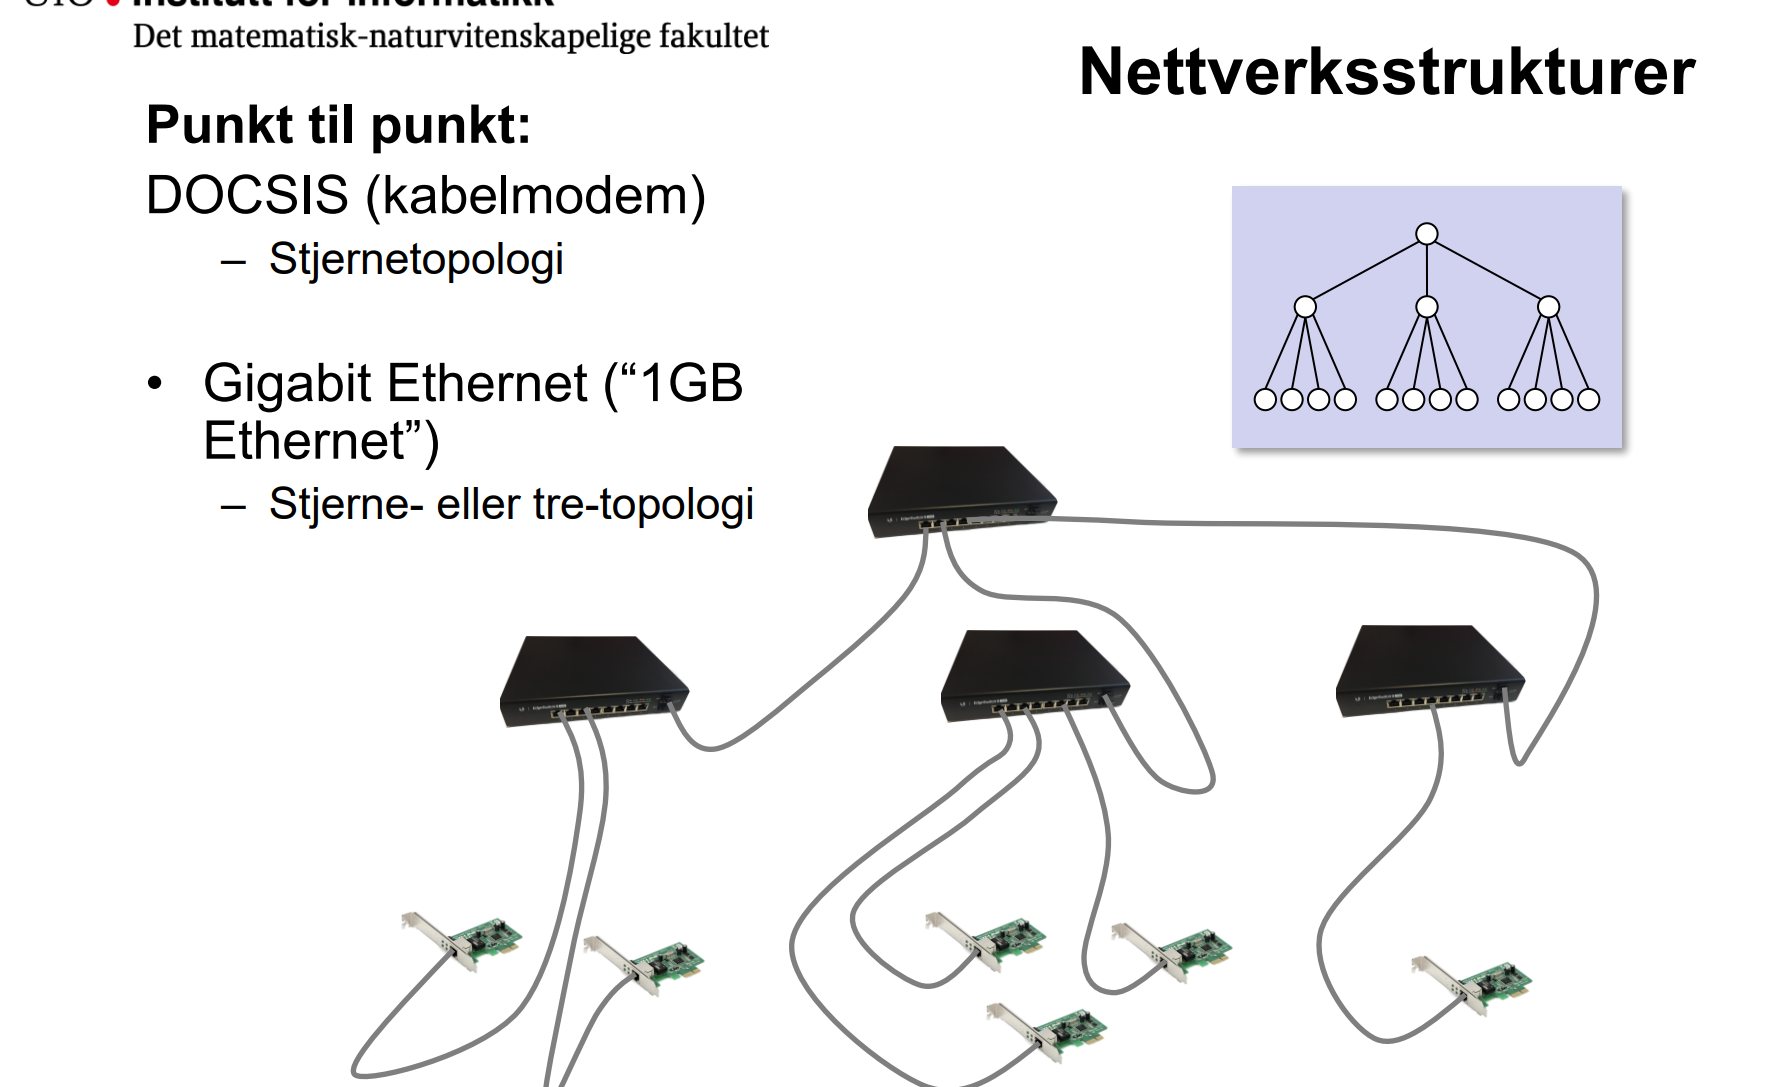 UiO Institutt for informatikk
Det matematisk-naturvitenskapelige fakultet
Nettverksstrukturer
Punkt til punkt:
DOCSIS (kabelmodem)
– Stjernetopologi
• Gigabit Ethernet (“1GB
Ethernet”)
– Stjerne- eller tre-topologi